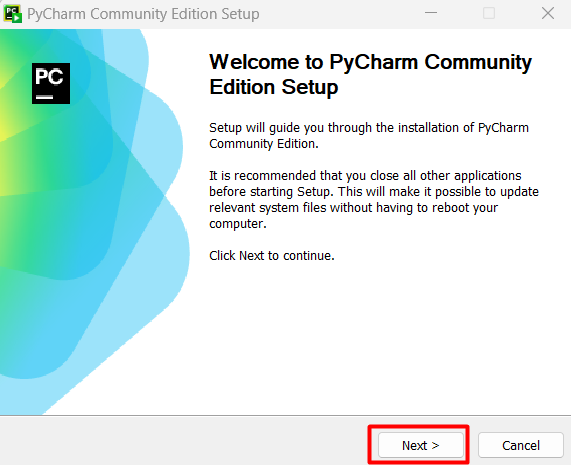 PC PyCharm Community Edition Setup
PC
Welcome to PyCharm Community
Edition Setup
Setup will guide you through the installation of PyCharm
Community Edition.
It is recommended that you close all other applications
before starting Setup. This will make it possible to update
relevant system files without having to reboot your
computer.
Click Next to continue.
Next > Cancel